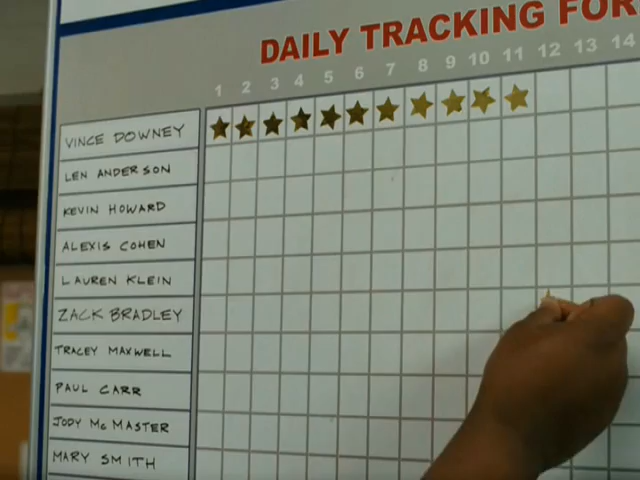 DAILY TRACKING FOR
1 2 3 4 5 6 7 8 9 10 11 12 13 14
VINCE DOWNEY
LEN ANDERSON
KEVIN HOWARD
ALEXIS COHEN
LAUREN KLEIN
ZACK BRADLEY
TRACEY MAXWELL
PAUL CARR
JODY McMASTER
MARY SMITH